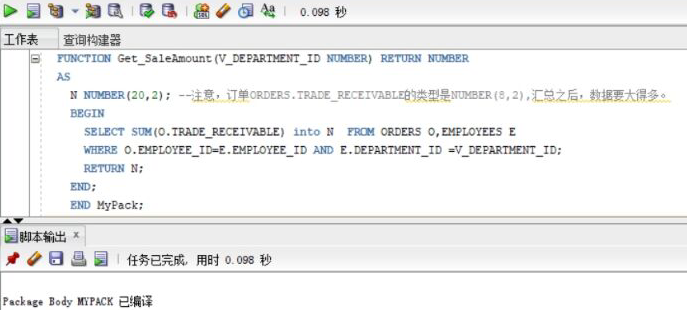 0.098 秒
工作表 查询构建器
FUNCTION Get_SaleAmount(V_DEPARTMENT_ID NUMBER) RETURN NUMBER
AS
N NUMBER(20,2); --注意，订单ORDERS.TRADE_RECEIVABLE的类型是NUMBER(8,2),汇总之后，数据要大得多。
BEGIN
SELECT SUM(O.TRADE_RECEIVABLE) into N FROM ORDERS O,EMPLOYEES E
WHERE O.EMPLOYEE_ID=E.EMPLOYEE_ID AND E.DEPARTMENT_ID =V_DEPARTMENT_ID;
RETURN N;
END;
END MyPack;
脚本输出 x
任务已完成, 用时 0.098 秒
Package Body MYPACK 已编译